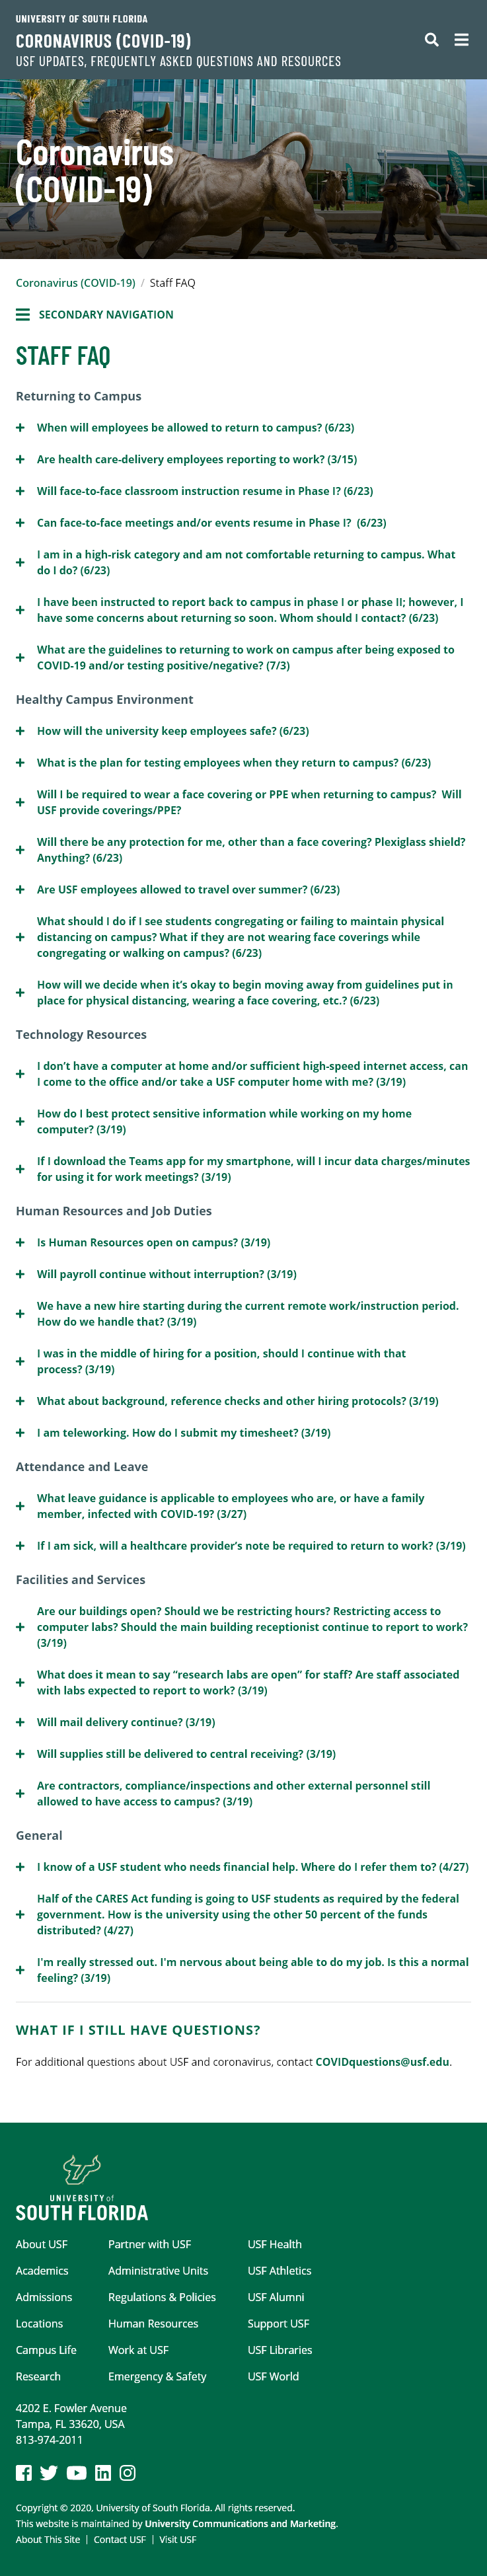 UNIVERSITY OF SOUTH FLORIDA
CORONAVIRUS (COVID-19)
USF UPDATES, FREQUENTLY ASKED QUESTIONS AND RESOURCES
Coronavirus
(COVID-19)
Coronavirus (COVID-19) / Staff FAQ
SECONDARY NAVIGATION
STAFF FAQ
Returning to Campus
When will employees be allowed to return to campus? (6/23)
Are health care-delivery employees reporting to work? (3/15)
Will face-to-face classroom instruction resume in Phase I? (6/23)
Can face-to-face meetings and/or events resume in Phase I?  (6/23)
I am in a high-risk category and am not comfortable returning to campus. What
do I do? (6/23)
I have been instructed to report back to campus in phase I or phase II; however, I
have some concerns about returning so soon. Whom should I contact? (6/23)
What are the guidelines to returning to work on campus after being exposed to
COVID-19 and/or testing positive/negative? (7/3)
Healthy Campus Environment
How will the university keep employees safe? (6/23)
What is the plan for testing employees when they return to campus? (6/23)
Will I be required to wear a face covering or PPE when returning to campus?  Will
USF provide coverings/PPE?
Will there be any protection for me, other than a face covering? Plexiglass shield?
Anything? (6/23)
Are USF employees allowed to travel over summer? (6/23)
What should I do if I see students congregating or failing to maintain physical
distancing on campus? What if they are not wearing face coverings while
congregating or walking on campus? (6/23)
How will we decide when it’s okay to begin moving away from guidelines put in
place for physical distancing, wearing a face covering, etc.? (6/23)
Technology Resources
I don’t have a computer at home and/or sufficient high-speed internet access, can
I come to the office and/or take a USF computer home with me? (3/19)
How do I best protect sensitive information while working on my home
computer? (3/19)
If I download the Teams app for my smartphone, will I incur data charges/minutes
for using it for work meetings? (3/19)
Human Resources and Job Duties
Is Human Resources open on campus? (3/19)
Will payroll continue without interruption? (3/19)
We have a new hire starting during the current remote work/instruction period.
How do we handle that? (3/19)
I was in the middle of hiring for a position, should I continue with that
process? (3/19)
What about background, reference checks and other hiring protocols? (3/19)
I am teleworking. How do I submit my timesheet? (3/19)
Attendance and Leave
What leave guidance is applicable to employees who are, or have a family
member, infected with COVID-19? (3/27)
If I am sick, will a healthcare provider’s note be required to return to work? (3/19)
Facilities and Services
Are our buildings open? Should we be restricting hours? Restricting access to
computer labs? Should the main building receptionist continue to report to work?
(3/19)
What does it mean to say “research labs are open” for staff? Are staff associated
with labs expected to report to work? (3/19)
Will mail delivery continue? (3/19)
Will supplies still be delivered to central receiving? (3/19)
Are contractors, compliance/inspections and other external personnel still
allowed to have access to campus? (3/19)
General
I know of a USF student who needs financial help. Where do I refer them to? (4/27)
Half of the CARES Act funding is going to USF students as required by the federal
government. How is the university using the other 50 percent of the funds
distributed? (4/27)
I'm really stressed out. I'm nervous about being able to do my job. Is this a normal
feeling? (3/19)
WHAT IF I STILL HAVE QUESTIONS?
For additional questions about USF and coronavirus, contact COVIDquestions@usf.edu.
UNIVERSITY of
SOUTH FLORIDA
About USF
Academics
Admissions
Locations
Campus Life
Research
Partner with USF
Administrative Units
Regulations & Policies
Human Resources
Work at USF
Emergency & Safety
USF Health
USF Athletics
USF Alumni
Support USF
USF Libraries
USF World
4202 E. Fowler Avenue
Tampa, FL 33620, USA
813-974-2011
Copyright © 2020, University of South Florida. All rights reserved.
This website is maintained by University Communications and Marketing.
About This Site | Contact USF | Visit USF